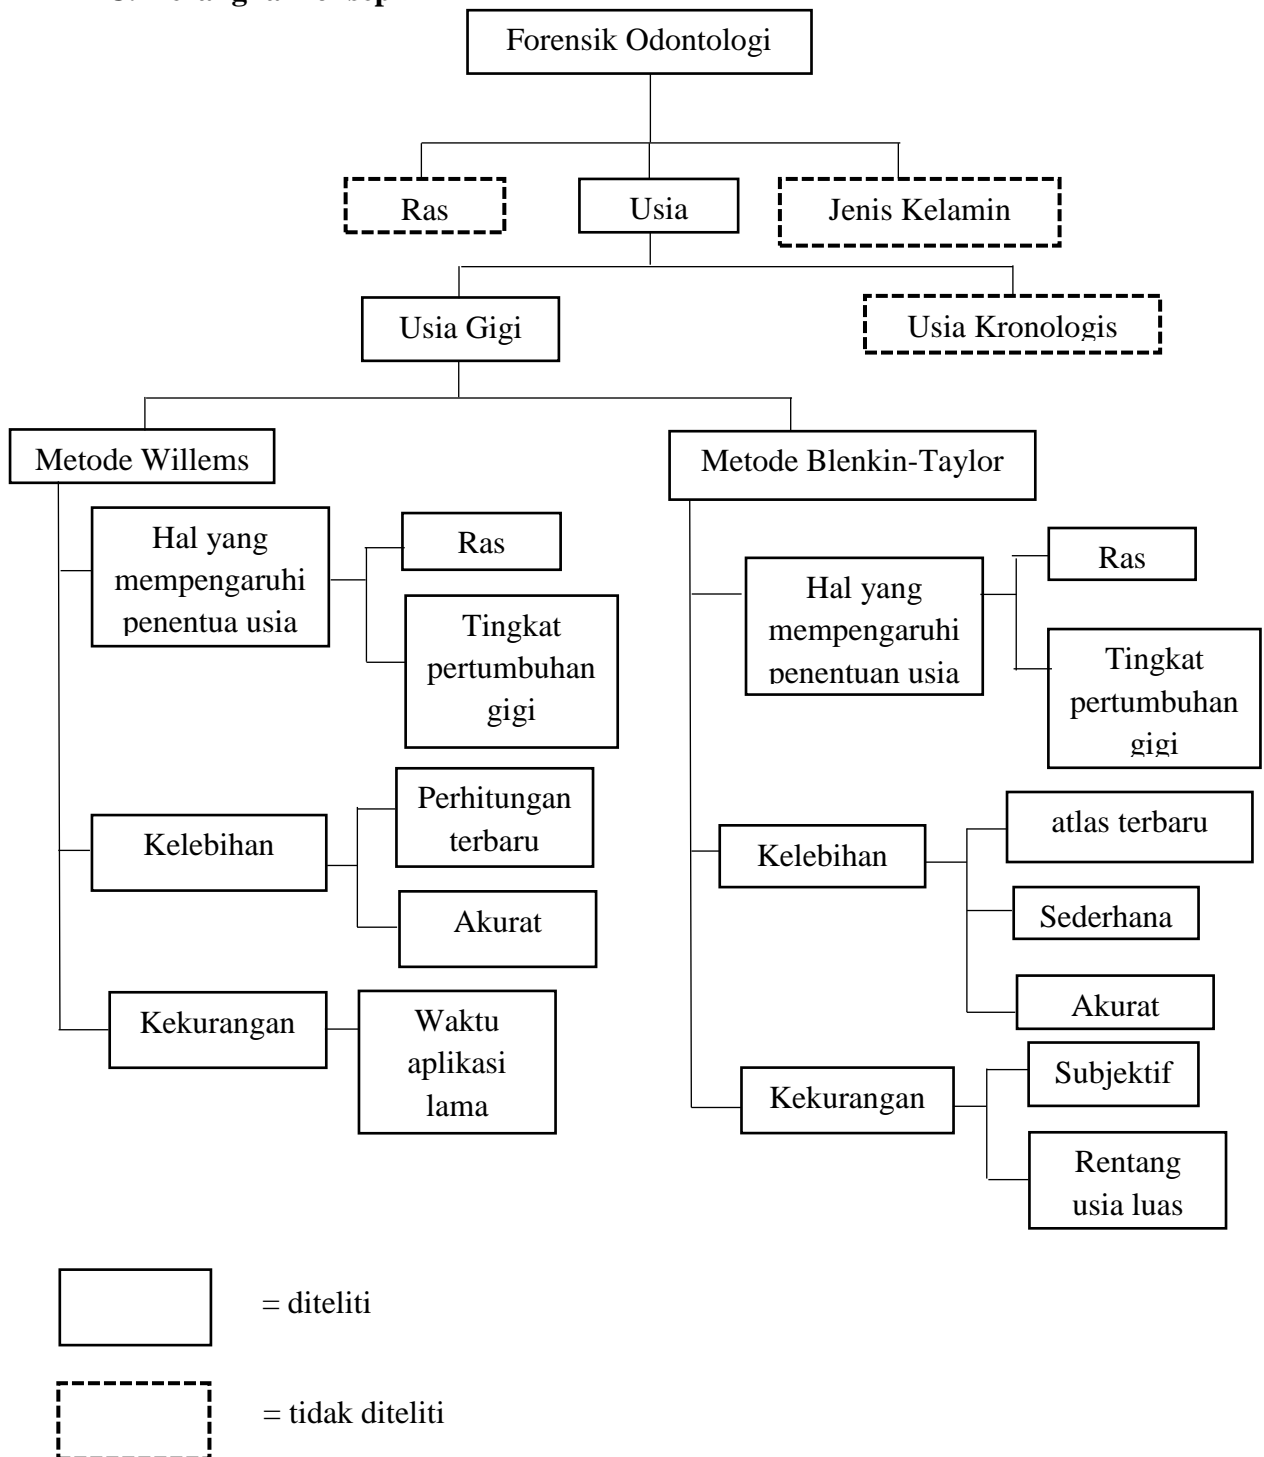 Forensik Odontologi
Ras
Usia
Jenis Kelamin
Usia Gigi
Usia Kronologis
Metode Willems
Metode Blenkin-Taylor
Hal yang
mempengaruhi
penentua usia
Ras
Tingkat
pertumbuhan
gigi
Kelebihan
Perhitungan
terbaru
Akurat
Kekurangan
Waktu
aplikasi
lama
Hal yang
mempengaruhi
penentuan usia
Ras
Tingkat
pertumbuhan
gigi
Kelebihan
atlas terbaru
Sederhana
Akurat
Kekurangan
Subjektif
Rentang
usia luas
= diteliti
= tidak diteliti